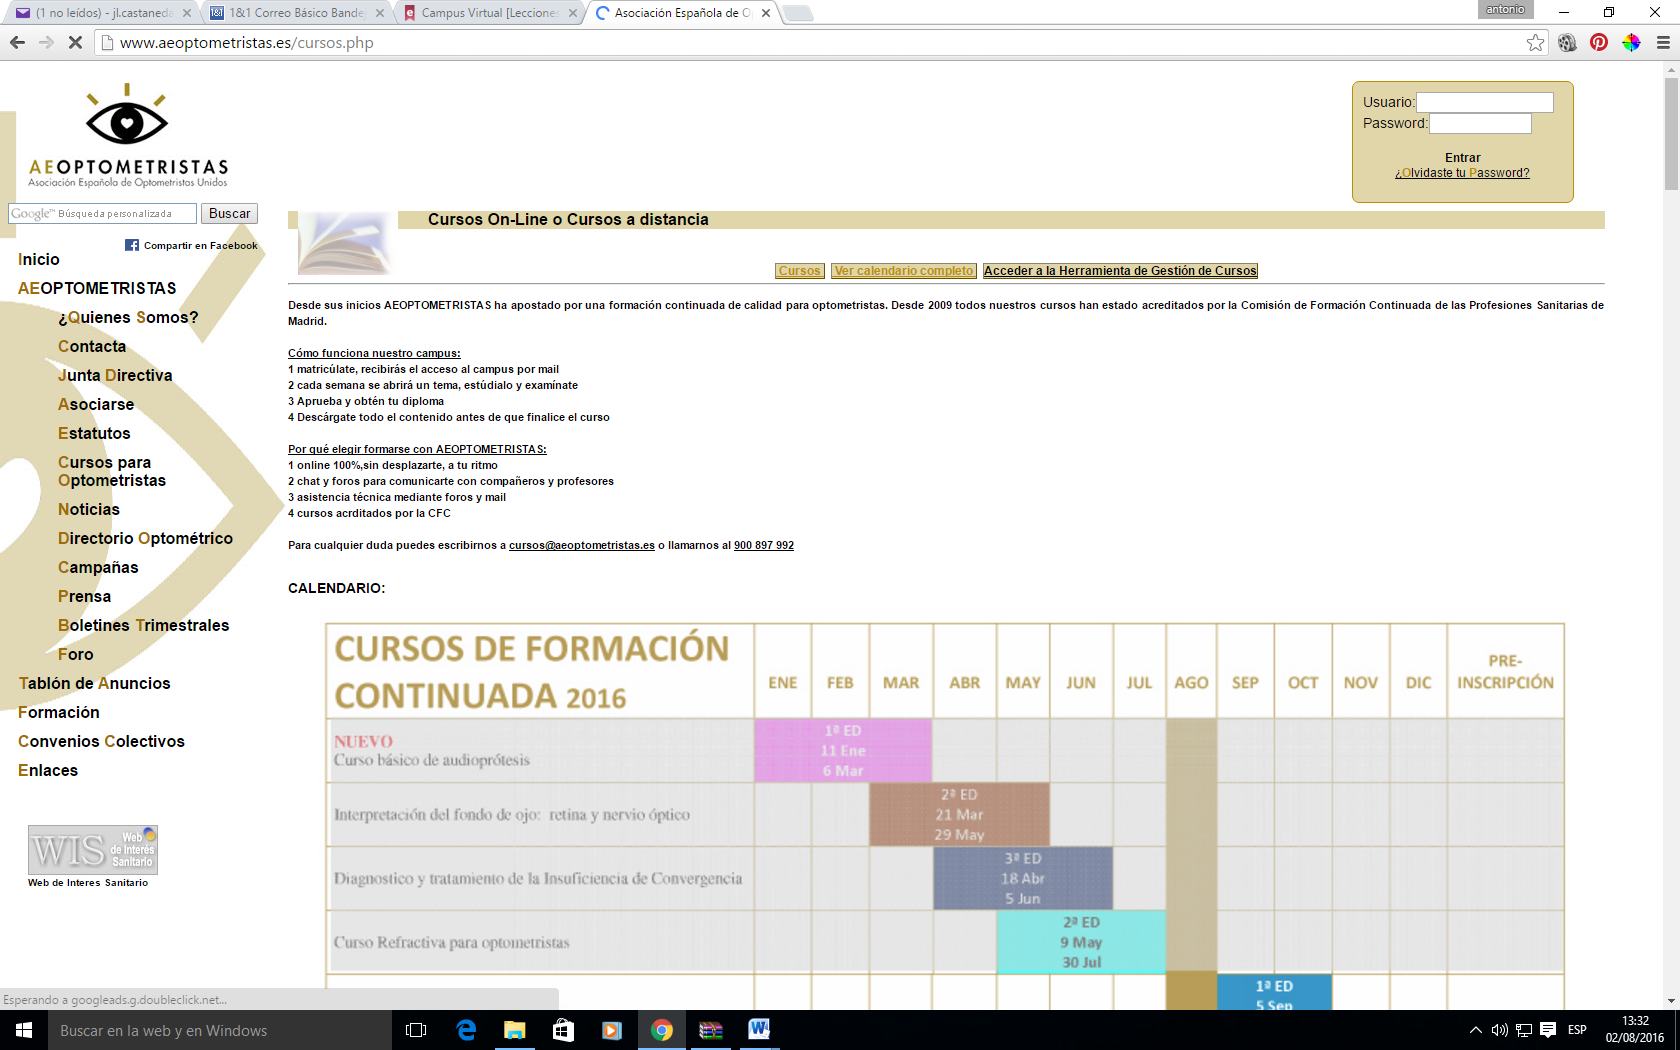 (1 no leídos) - jl.castaneda
1&1 Correo Básico Bande
Campus Virtual [Lecciones
Asociación Española de O
antonio
www.aeoptometristas.es/cursos.php
AEOPTOMETRISTAS
Asociación Española de Optometristas Unidos
Usuario:
Password:
Entrar
¿Olvidaste tu Password?
Google™ Búsqueda personalizada
Buscar
Compartir en Facebook
Inicio
AEOPTOMETRISTAS
¿Quienes Somos?
Contacta
Junta Directiva
Asociarse
Estatutos
Cursos para
Optometristas
Noticias
Directorio Optométrico
Campañas
Prensa
Boletines Trimestrales
Foro
Tablón de Anuncios
Formación
Convenios Colectivos
Enlaces
WIS Web
de Interés
Sanitario
Web de Interes Sanitario
Cursos On-Line o Cursos a distancia
Cursos Ver calendario completo Acceder a la Herramienta de Gestión de Cursos
Desde sus inicios AEOPTOMETRISTAS ha apostado por una formación continuada de calidad para optometristas. Desde 2009 todos nuestros cursos han estado acreditados por la Comisión de Formación Continuada de las Profesiones Sanitarias de
Madrid.
Cómo funciona nuestro campus:
1 matricúlate, recibirás el acceso al campus por mail
2 cada semana se abrirá un tema, estúdialo y examínate
3 Aprueba y obtén tu diploma
4 Descárgate todo el contenido antes de que finalice el curso
Por qué elegir formarse con AEOPTOMETRISTAS:
1 online 100%,sin desplazarte, a tu ritmo
2 chat y foros para comunicarte con compañeros y profesores
3 asistencia técnica mediante foros y mail
4 cursos acrditados por la CFC
Para cualquier duda puedes escribirnos a cursos@aeoptometristas.es o llamarnos al 900 897 992
CALENDARIO:
CURSOS DE FORMACIÓN
CONTINUADA 2016
ENE FEB MAR ABR MAY JUN JUL AGO SEP OCT NOV DIC
PRE-
INSCRIPCIÓN
NUEVO
Curso básico de audioprótesis
1ª ED
11 Ene
6 Mar
Interpretación del fondo de ojo: retina y nervio óptico
2ª ED
21 Mar
29 May
Diagnostico y tratamiento de la Insuficiencia de Convergencia
3ª ED
18 Abr
5 Jun
Curso Refractiva para optometristas
2ª ED
9 May
30 Jul
1ª ED
5 Sep
Esperando a googleads.g.doubleclick.net...
Buscar en la web y en Windows
ESP
13:32
02/08/2016